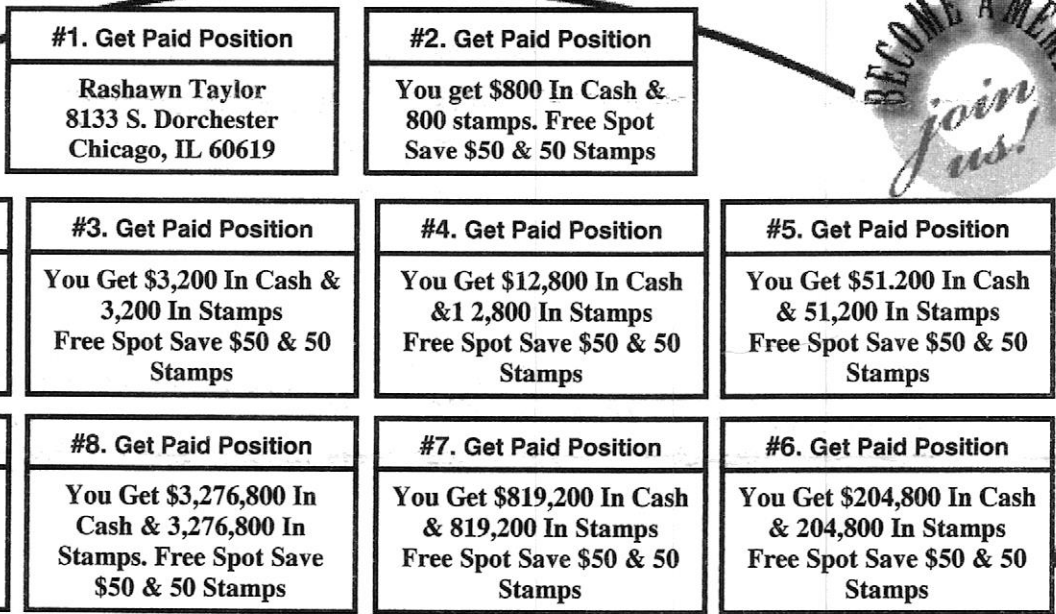 #1. Get Paid Position
Rashawn Taylor
8133 S. Dorchester
Chicago, IL 60619
#2. Get Paid Position
You get $800 In Cash &
800 stamps. Free Spot
Save $50 & 50 Stamps
BECOME A MEM
join
us!
#3. Get Paid Position
You Get $3,200 In Cash &
3,200 In Stamps
Free Spot Save $50 & 50
Stamps
#4. Get Paid Position
You Get $12,800 In Cash
&1 2,800 In Stamps
Free Spot Save $50 & 50
Stamps
#5. Get Paid Position
You Get $51.200 In Cash
& 51,200 In Stamps
Free Spot Save $50 & 50
Stamps
#8. Get Paid Position
You Get $3,276,800 In
Cash & 3,276,800 In
Stamps. Free Spot Save
$50 & 50 Stamps
#7. Get Paid Position
You Get $819,200 In Cash
& 819,200 In Stamps
Free Spot Save $50 & 50
Stamps
#6. Get Paid Position
You Get $204,800 In Cash
& 204,800 In Stamps
Free Spot Save $50 & 50
Stamps